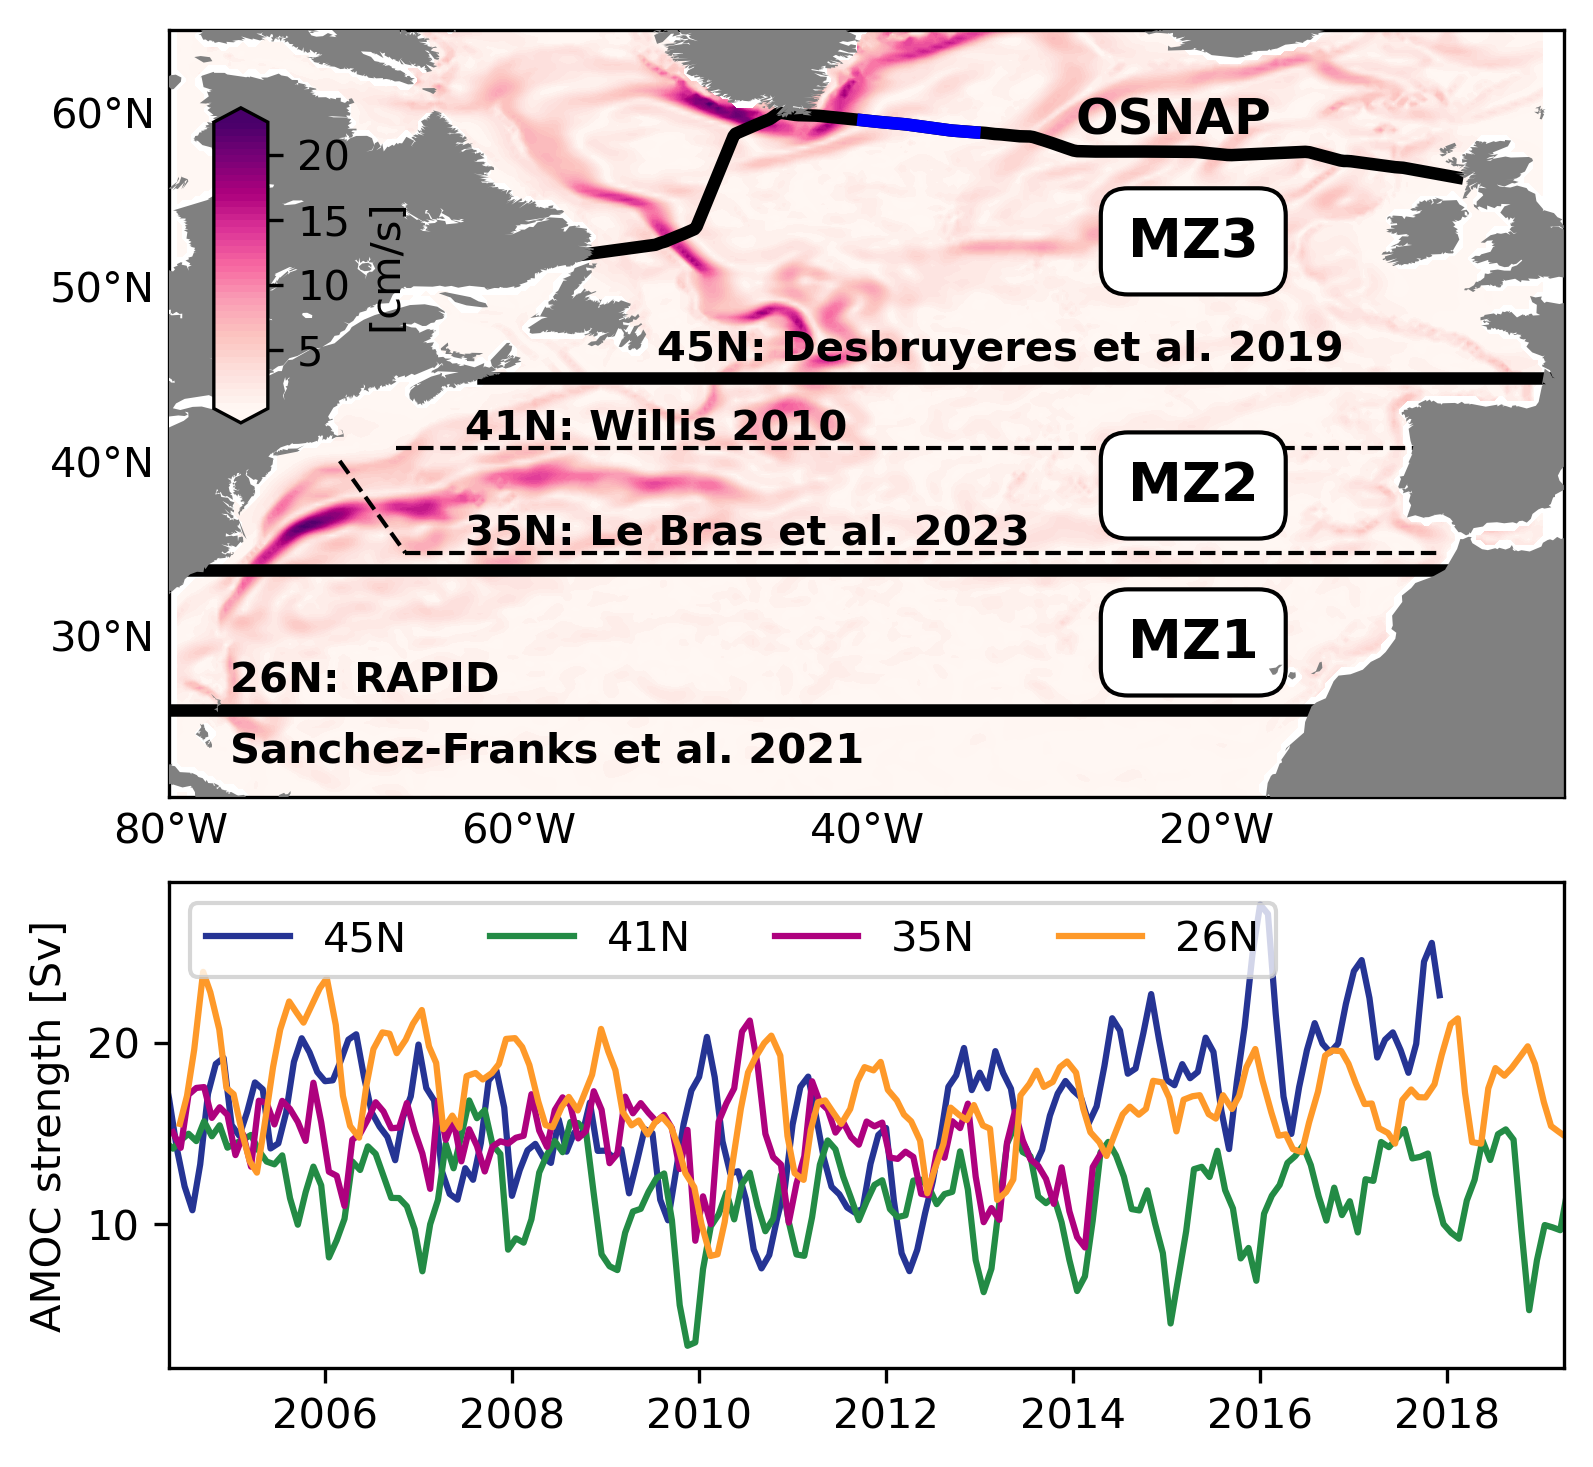 60°N
50°N
40°N
30°N
20
15
10
5
[cm/s]
OSNAP
MZ3
45N: Desbruyeres et al. 2019
41N: Willis 2010
MZ2
35N: Le Bras et al. 2023
MZ1
26N: RAPID
Sanchez-Franks et al. 2021
80°W 60°W 40°W 20°W
AMOC strength [Sv]
45N 41N 35N 26N
20
10
2006 2008 2010 2012 2014 2016 2018